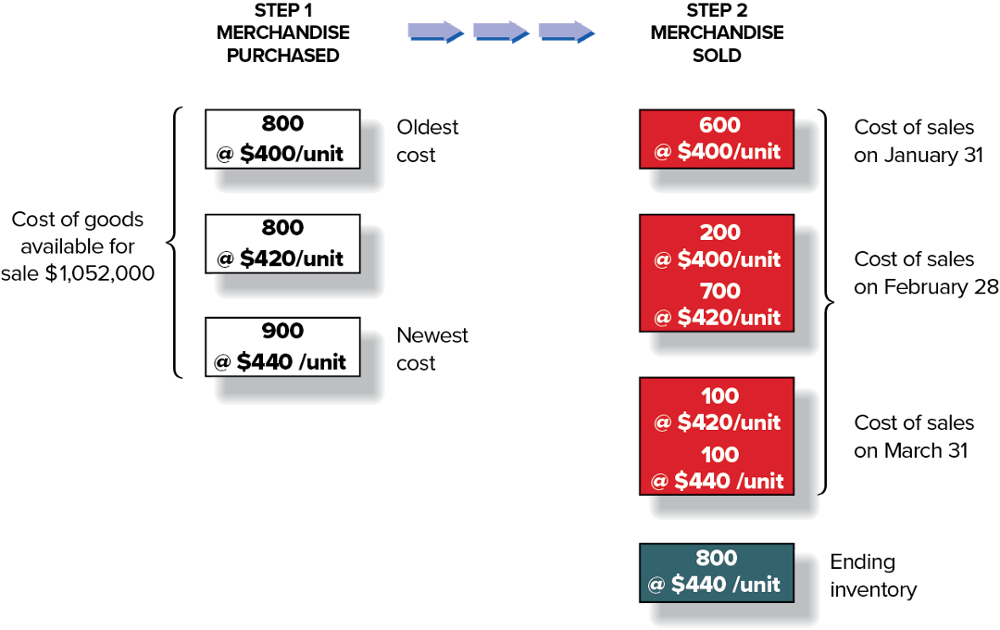 STEP 1
MERCHANDISE
PURCHASED
STEP 2
MERCHANDISE
SOLD
Cost of goods
available for
sale $1,052,000
800
@ $400/unit
Oldest
cost
800
@ $420/unit
900
@ $440 /unit
Newest
cost
600
@ $400/unit
Cost of sales
on January 31
200
@ $400/unit
700
@ $420/unit
Cost of sales
on February 28
100
@ $420/unit
100
@ $440 /unit
Cost of sales
on March 31
800
@ $440 /unit
Ending
inventory